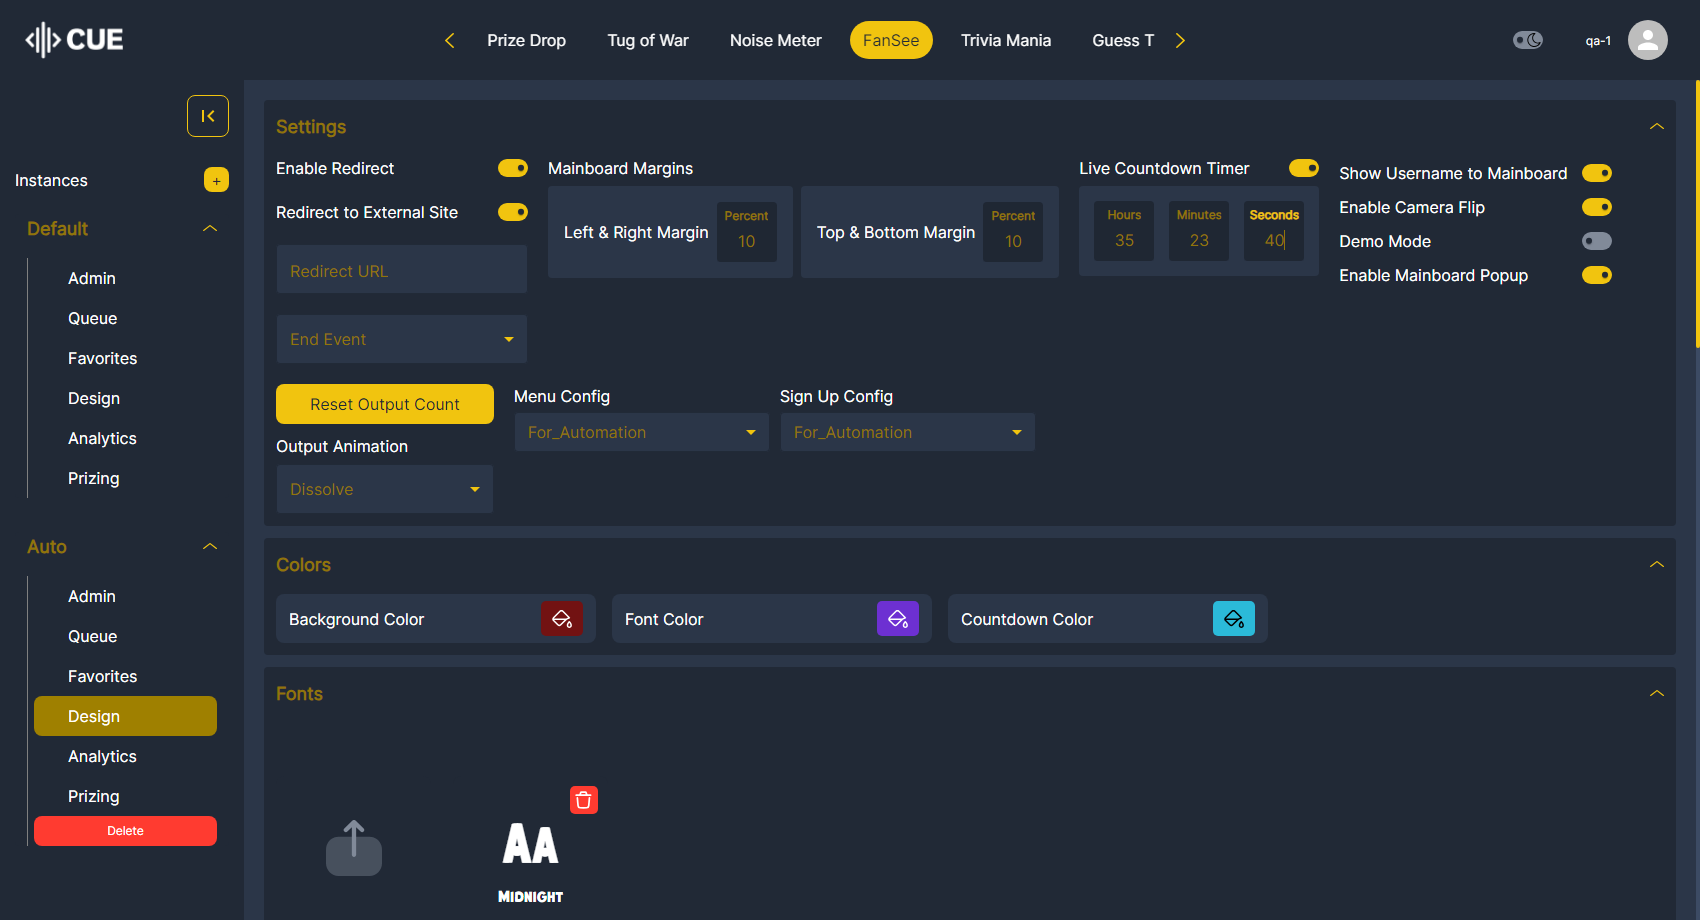 CUE
Prize Drop
Tug of War
Noise Meter
FanSee
Trivia Mania
Guess T
qa-1
Instances
+
Default
Admin
Queue
Favorites
Design
Analytics
Prizing
Auto
Admin
Queue
Favorites
Design
Analytics
Prizing
Delete
Settings
Enable Redirect
Redirect to External Site
Redirect URL
End Event
Mainboard Margins
Left & Right Margin
Percent
10
Top & Bottom Margin
Percent
10
Live Countdown Timer
Hours
35
Minutes
23
Seconds
40
Show Username to Mainboard
Enable Camera Flip
Demo Mode
Enable Mainboard Popup
Reset Output Count
Output Animation
Dissolve
Menu Config
For_Automation
Sign Up Config
For_Automation
Colors
Background Color
Font Color
Countdown Color
Fonts
AA
MIDNIGHT